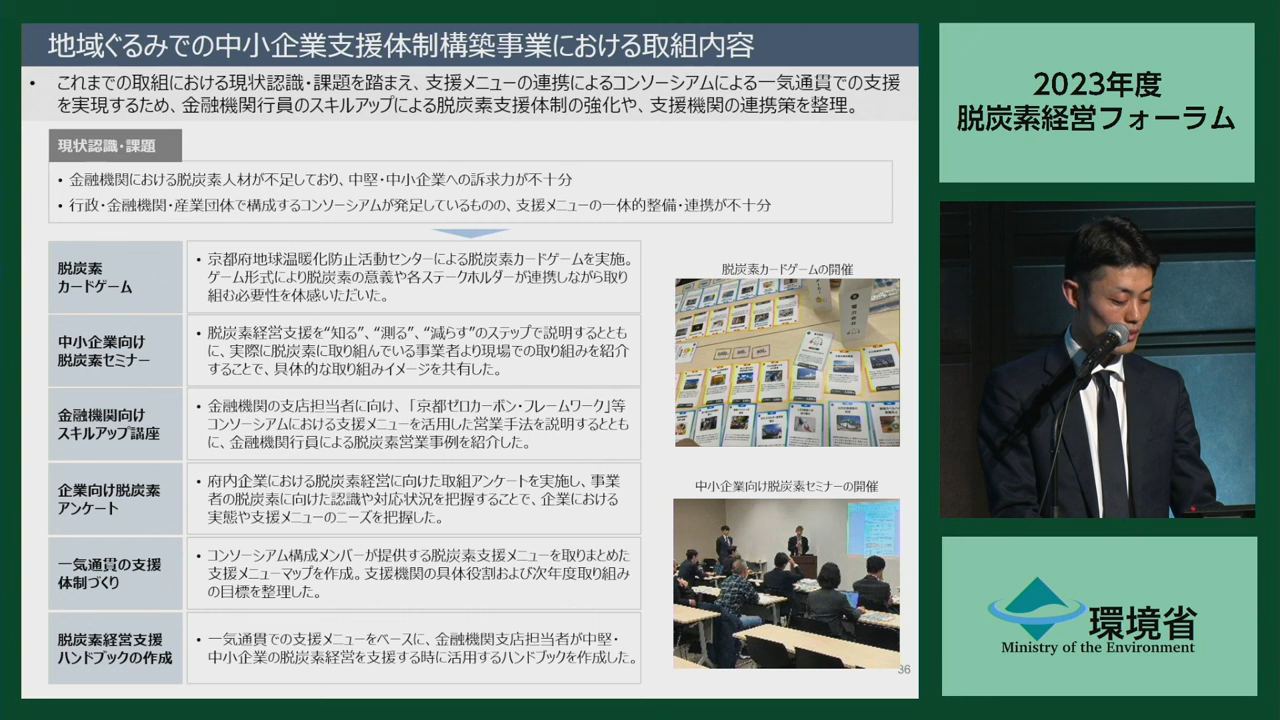 地域ぐるみでの中小企業支援体制構築事業における取組内容
• これまでの取組における現状認識・課題を踏まえ、支援メニューの連携によるコンソーシアムによる一気通貫での支援
を実現するため、金融機関行員のスキルアップによる脱炭素支援体制の強化や、支援機関の連携策を整理。
現状認識・課題
• 金融機関における脱炭素人材が不足しており、中堅・中小企業への訴求力が不十分
• 行政・金融機関・産業団体で構成するコンソーシアムが発足しているものの、支援メニューの一体的整備・連携が不十分
脱炭素
カードゲーム
• 京都府地球温暖化防止活動センターによる脱炭素カードゲームを実施。
ゲーム形式により脱炭素の意義や各ステークホルダーが連携しながら取り
組む必要性を体感いただいた。
中小企業向け
脱炭素セミナー
• 脱炭素経営支援を“知る”、“測る”、“減らす”のステップで説明するととも
に、実際に脱炭素に取り組んでいる事業者より現場での取り組みを紹介
することで、具体的な取り組みイメージを共有した。
金融機関向け
スキルアップ講座
• 金融機関の支店担当者に向け、「京都ゼロカーボン・フレームワーク」等
コンソーシアムにおける支援メニューを活用した営業手法を説明するととも
に、金融機関行員による脱炭素営業事例を紹介した。
企業向け脱炭素
アンケート
• 府内企業における脱炭素経営に向けた取組アンケートを実施し、事業
者の脱炭素に向けた認識や対応状況を把握することで、企業における
実態や支援メニューのニーズを把握した。
一気通貫の支援
体制づくり
• コンソーシアム構成メンバーが提供する脱炭素支援メニューを取りまとめた
支援メニューマップを作成。支援機関の具体役割および次年度取り組み
の目標を整理した。
脱炭素経営支援
ハンドブックの作成
• 一気通貫での支援メニューをベースに、金融機関支店担当者が中堅・
中小企業の脱炭素経営を支援する時に活用するハンドブックを作成した。
脱炭素カードゲームの開催
中小企業向け脱炭素セミナーの開催
36
2023年度
脱炭素経営フォーラム
環境省
Ministry of the Environment